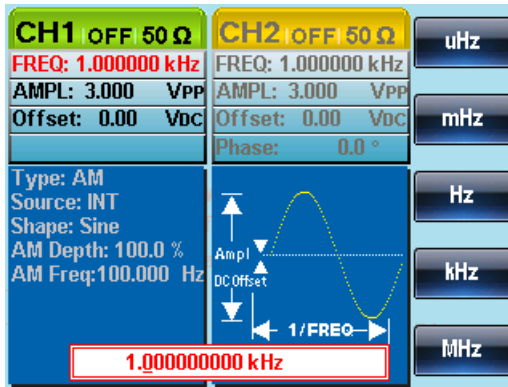 CH1 OFF 50 Ω
FREQ: 1.000000 kHz
AMPL: 3.000 VPP
Offset: 0.00 VDC
CH2 OFF 50 Ω
FREQ: 1.000000 kHz
AMPL: 3.000 VPP
Offset: 0.00 VDC
Phase: 0.0 °
Type: AM
Source: INT
Shape: Sine
AM Depth: 100.0 %
AM Freq:100.000 Hz
Ampl
DC Offset
1/FREQ
1.000000000 kHz
uHz
mHz
Hz
kHz
MHz